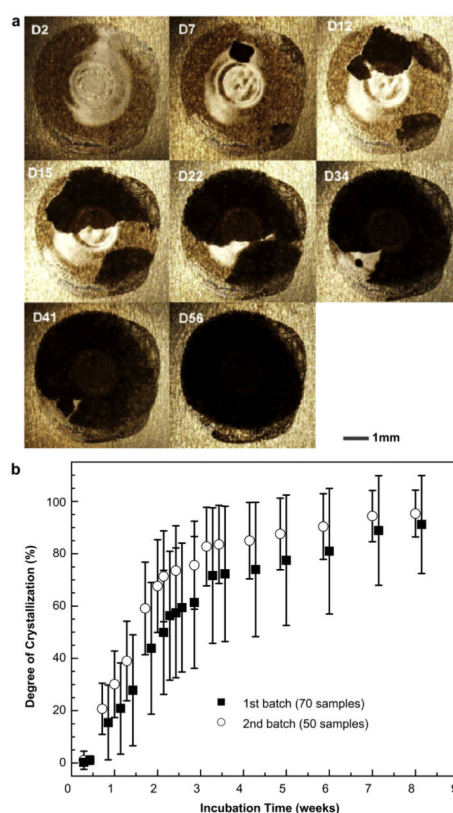 a
D2
D7
D12
D15
D22
D34
D41
D56
1mm
b
Degree of Crystallization (%)
100
80
60
40
20
0
1st batch (70 samples)
2nd batch (50 samples)
0 1 2 3 4 5 6 7 8 9
Incubation Time (weeks)